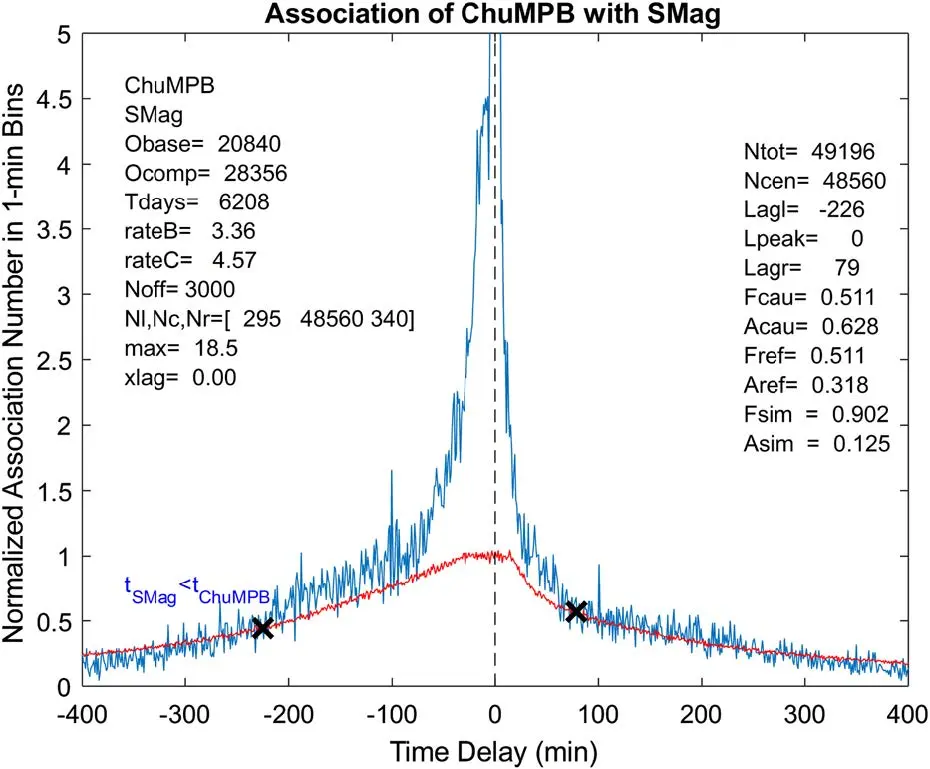 Association of ChuMPB with SMag
Normalized Association Number in 1-min Bins
5
4.5
4
3.5
3
2.5
2
1.5
1
0.5
0
ChuMPB
SMag
Obase= 20840
Ocomp= 28356
Tdays= 6208
rateB= 3.36
rateC= 4.57
Noff= 3000
Nl,Nc,Nr=[ 295 48560 340]
max= 18.5
xlag= 0.00
Ntot= 49196
Ncen= 48560
Lagl= -226
Lpeak= 0
Lagr= 79
Fcau= 0.511
Acau= 0.628
Fref= 0.511
Aref= 0.318
Fsim = 0.902
Asim = 0.125
tSMag<tChuMPB
-400 -300 -200 -100 0 100 200 300 400
Time Delay (min)